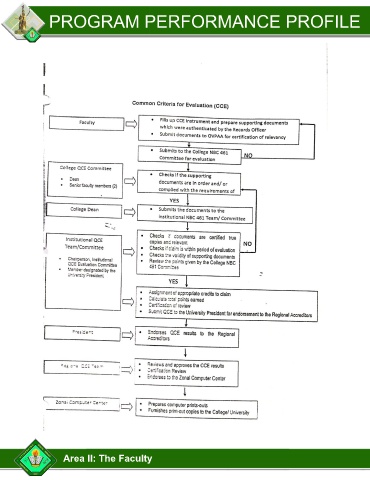 PROGRAM PERFORMANCE PROFILE
Common Criteria for Evaluation (CCE)
Faculty
• Fills up CCE Instrument and prepare supporting documents
which were authenticated by the Records Officer
• Submit documents to OVPAA for certification of relevancy
• Submits to the College NBC 461
Committee for evaluation
NO
College QCE Committee
• Dean
• Senior faculty members (2)
• Checks if the supporting
documents are in order and/ or
complied with the requirements of
YES
College Dean
• Submits the documents to the
Institutional NBC 461 Team/ Committee
Institutional QCE
Team/Committee
• Chairperson, Institutional
QCE Evaluation Committee
• Member-designated by the
University President.
• Checks if documents are certified true
copies and relevant
• Checks if claim is within period of evaluation
• Checks the validity of supporting documents
• Review the points given by the College NBC
461 Committee
NO
YES
• Assignment of appropriate credits to claim
• Calculate total points earned
• Certification of review
• Submit QCE to the University President for endorsement to the Regional Accreditors
President
• Endorses QCE results to the Regional
Accreditors
Regional QCE Team
• Reviews and approves the CCE results
• Certification Review
• Endorses to the Zonal Computer Center
Zonal Computer Center
• Prepares computer prints-outs
• Furnishes print-out copies to the College/ University
Area II: The Faculty